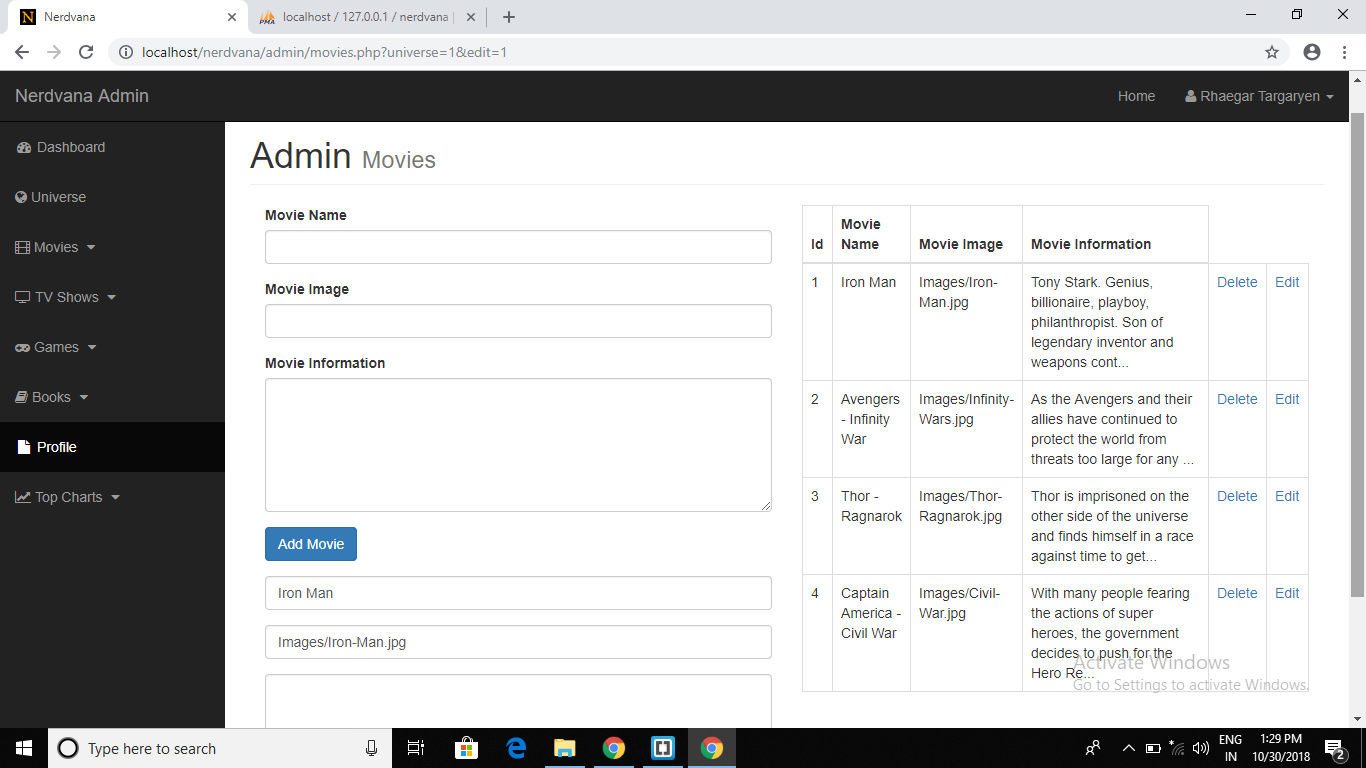 Nerdvana
localhost / 127.0.0.1 / nerdvana
localhost/nerdvana/admin/movies.php?universe=1&edit=1
Nerdvana Admin
Home
Rhaegar Targaryen
Dashboard
Universe
Movies
TV Shows
Games
Books
Profile
Top Charts
Admin Movies
Movie Name
Movie Image
Movie Information
Add Movie
Iron Man
Images/Iron-Man.jpg
Id
Movie
Name
Movie Image
Movie Information
1
Iron Man
Images/Iron-
Man.jpg
Tony Stark. Genius,
billionaire, playboy,
philanthropist. Son of
legendary inventor and
weapons cont...
Delete
Edit
2
Avengers
- Infinity
War
Images/Infinity-
Wars.jpg
As the Avengers and their
allies have continued to
protect the world from
threats too large for any ...
Delete
Edit
3
Thor -
Ragnarok
Images/Thor-
Ragnarok.jpg
Thor is imprisoned on the
other side of the universe
and finds himself in a race
against time to get...
Delete
Edit
4
Captain
America -
Civil War
Images/Civil-
War.jpg
With many people fearing
the actions of super
heroes, the government
decides to push for the
Hero Re...
Delete
Edit
Activate Windows
Go to Settings to activate Windows.
Type here to search
ENG
IN
1:29 PM
10/30/2018
2